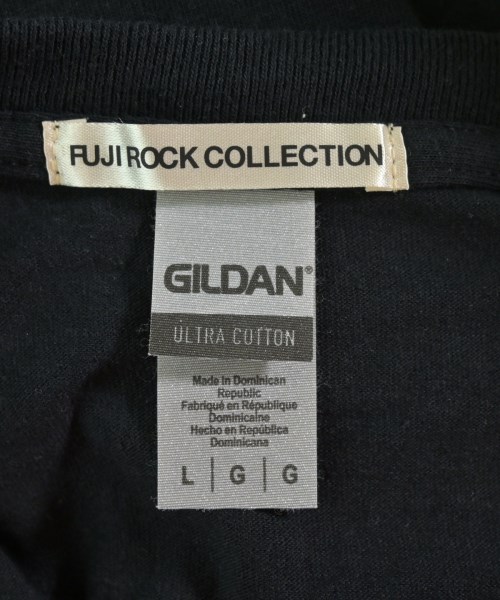 FUJI ROCK COLLECTION
GILDAN®
ULTRA COTTON
Made in Dominican
Republic
Fabriqué en République
Dominicaine
Hecho en República
Dominicana
L | G | G